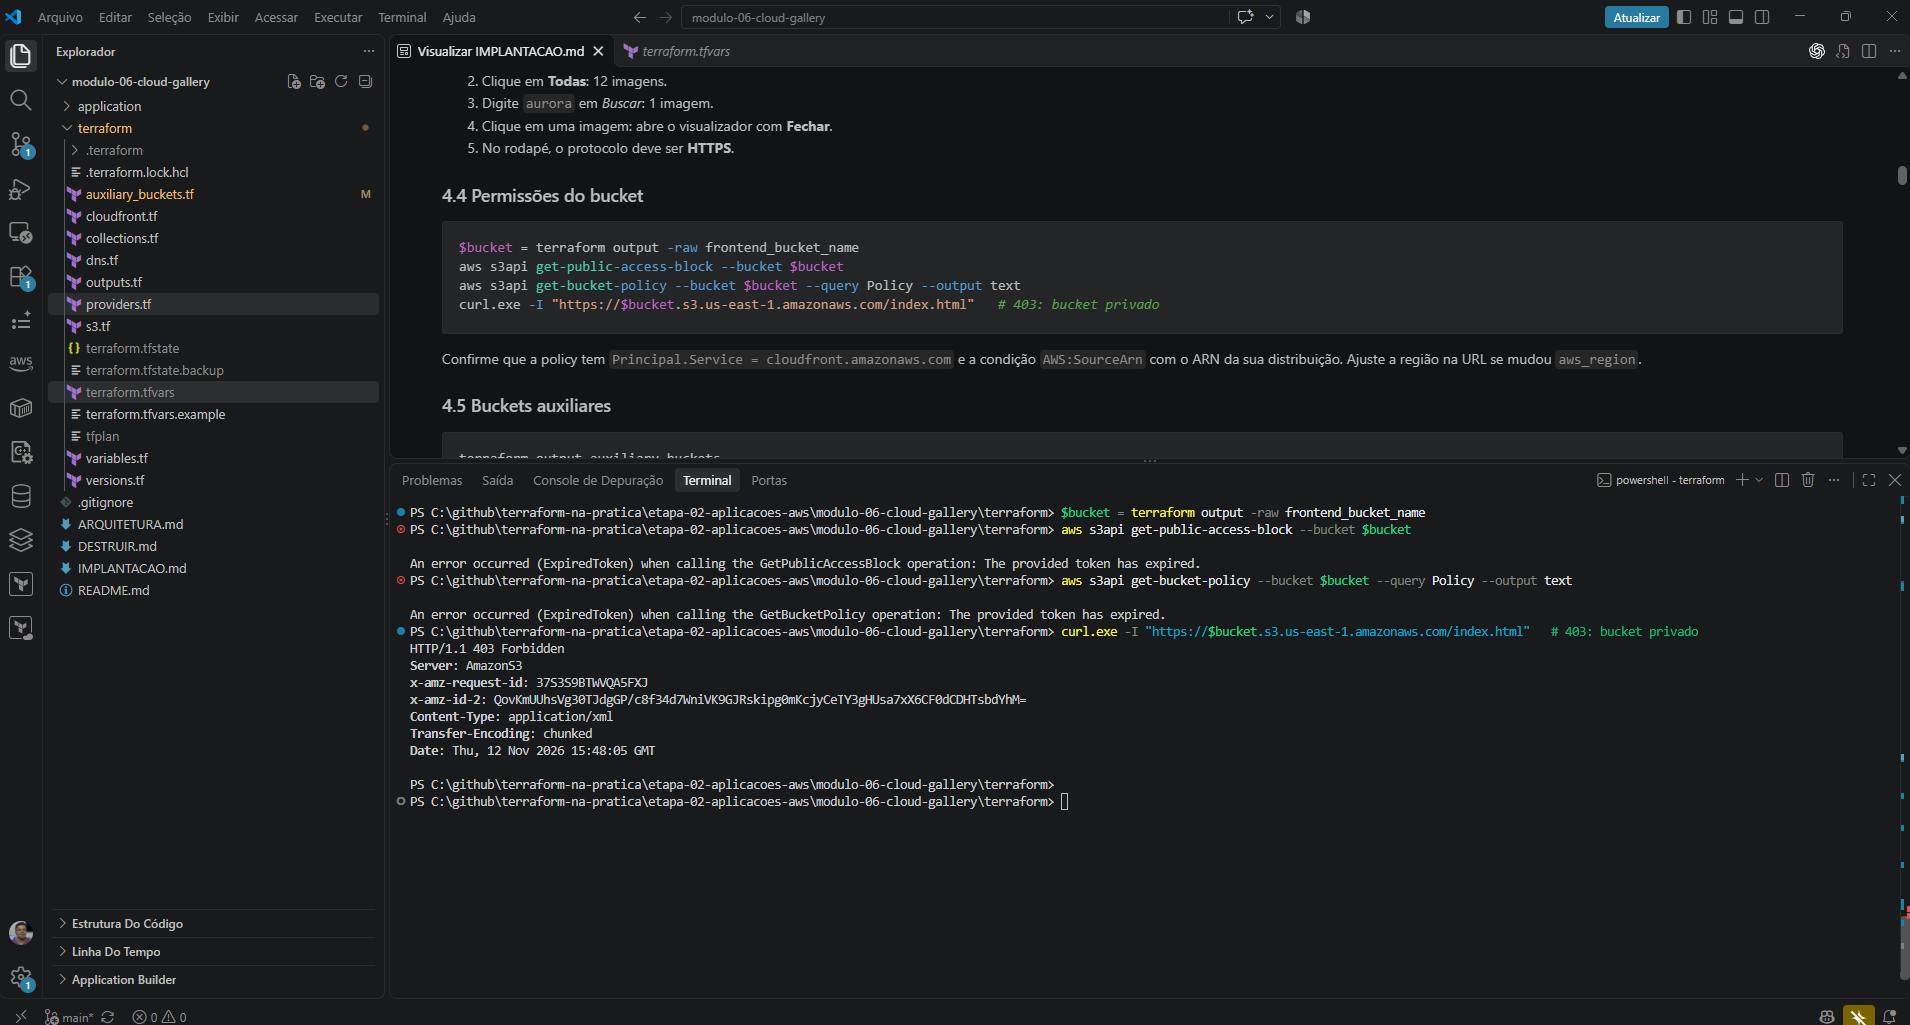 Arquivo Editar Seleção Exibir Acessar Executar Terminal Ajuda
modulo-06-cloud-gallery
Atualizar
Explorador
modulo-06-cloud-gallery
application
terraform
.terraform
.terraform.lock.hcl
auxiliary_buckets.tf M
cloudfront.tf
collections.tf
dns.tf
outputs.tf
providers.tf
s3.tf
terraform.tfstate
terraform.tfstate.backup
terraform.tfvars
terraform.tfvars.example
tfplan
variables.tf
versions.tf
.gitignore
ARQUITETURA.md
DESTRUIR.md
IMPLANTACAO.md
README.md
Estrutura Do Código
Linha Do Tempo
Application Builder
1
1
aws
1
Visualizar IMPLANTACAO.md
terraform.tfvars
2. Clique em Todas: 12 imagens.
3. Digite aurora em Buscar: 1 imagem.
4. Clique em uma imagem: abre o visualizador com Fechar.
5. No rodapé, o protocolo deve ser HTTPS.
4.4 Permissões do bucket
$bucket = terraform output -raw frontend_bucket_name
aws s3api get-public-access-block --bucket $bucket
aws s3api get-bucket-policy --bucket $bucket --query Policy --output text
curl.exe -I "https://$bucket.s3.us-east-1.amazonaws.com/index.html" # 403: bucket privado
Confirme que a policy tem Principal.Service = cloudfront.amazonaws.com e a condição AWS:SourceArn com o ARN da sua distribuição. Ajuste a região na URL se mudou aws_region.
4.5 Buckets auxiliares
terraform output auxiliary_buckets
Problemas Saída Console de Depuração Terminal Portas
powershell - terraform
PS C:\github\terraform-na-pratica\etapa-02-aplicacoes-aws\modulo-06-cloud-gallery\terraform> $bucket = terraform output -raw frontend_bucket_name
PS C:\github\terraform-na-pratica\etapa-02-aplicacoes-aws\modulo-06-cloud-gallery\terraform> aws s3api get-public-access-block --bucket $bucket
An error occurred (ExpiredToken) when calling the GetPublicAccessBlock operation: The provided token has expired.
PS C:\github\terraform-na-pratica\etapa-02-aplicacoes-aws\modulo-06-cloud-gallery\terraform> aws s3api get-bucket-policy --bucket $bucket --query Policy --output text
An error occurred (ExpiredToken) when calling the GetBucketPolicy operation: The provided token has expired.
PS C:\github\terraform-na-pratica\etapa-02-aplicacoes-aws\modulo-06-cloud-gallery\terraform> curl.exe -I "https://$bucket.s3.us-east-1.amazonaws.com/index.html" # 403: bucket privado
HTTP/1.1 403 Forbidden
Server: AmazonS3
x-amz-request-id: 37S3S9BTWVQA5FXJ
x-amz-id-2: QovKmUUhsVg30TJdgGP/c8f34d7WniVK9GJRskipg0mKcjyCeTY3gHUsa7xX6CF0dCDHTsbdYhM=
Content-Type: application/xml
Transfer-Encoding: chunked
Date: Thu, 12 Nov 2026 15:48:05 GMT
PS C:\github\terraform-na-pratica\etapa-02-aplicacoes-aws\modulo-06-cloud-gallery\terraform>
PS C:\github\terraform-na-pratica\etapa-02-aplicacoes-aws\modulo-06-cloud-gallery\terraform>
main* 0 0